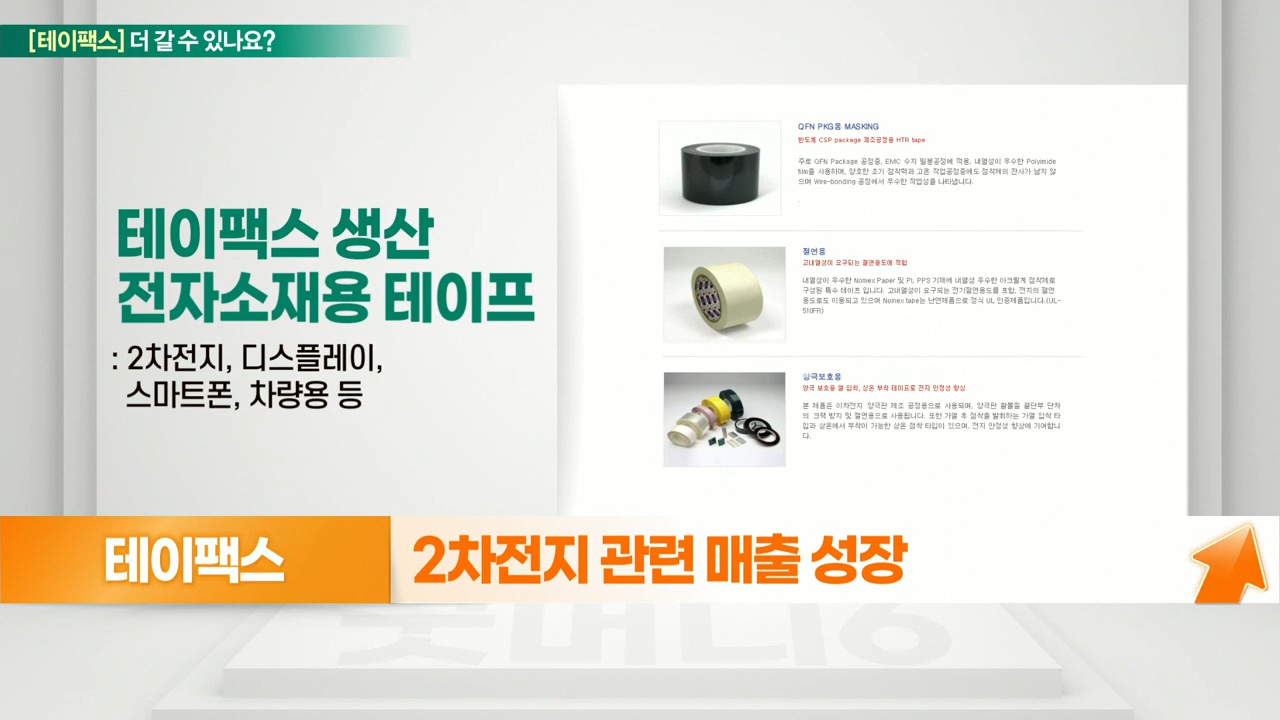 [테이팩스] 더 갈 수 있나요?
테이팩스 생산
전자소재용 테이프
: 2차전지, 디스플레이,
스마트폰, 차량용 등
QFN PKG용 MASKING
반도체 CSP package 제조공정용 HTR tape
주로 QFN Package 공정중, EMC 수지 밀봉공정에 적용, 내열성이 우수한 Polyimide
film을 사용하며, 양호한 초기 점착력과 고온 작업공정중에도 점착제의 잔사가 남지 않
으며 Wire-bonding 공정에서 우수한 작업성을 나타냅니다.
절연용
고내열성이 요구되는 절연용도에 적합
내열성이 우수한 Nomex Paper 및 PI, PPS 기재에 내열성 우수한 아크릴계 점착제로
구성된 특수 테이프 입니다. 고내열성이 요구되는 전기절연용도를 포함, 전지의 절연
용도로도 이용되고 있으며 Nomex tape는 난연제품으로 정식 UL 인증제품입니다.(UL-
510FR)
양극보호용
양극 보호용 열 압착, 상온 부착 테이프로 전지 안정성 향상
본 제품은 이차전지 양극판 제조 공정용으로 사용되며, 양극판 활물질 끝단부 단차
의 크랙 방지 및 절연용으로 사용됩니다. 또한 가열 후 점착를 발휘하는 가열 압착 타
입과 상온에서 부착이 가능한 상온 점착 타입이 있으며, 전지 안정성 향상에 기여합니
다.
테이팩스
2차전지 관련 매출 성장
굿머니6